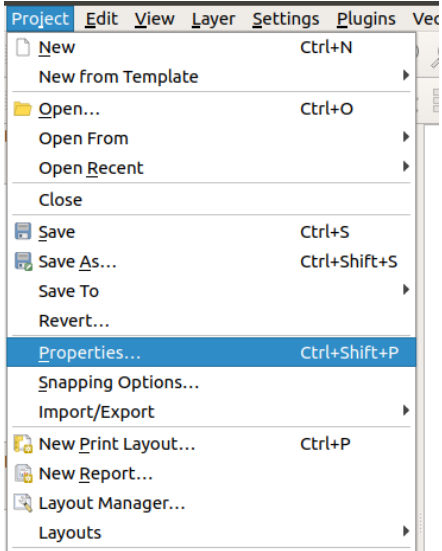 Project Edit View Layer Settings Plugins Vec
New Ctrl+N
New from Template
Open... Ctrl+O
Open From
Open Recent
Close
Save Ctrl+S
Save As... Ctrl+Shift+S
Save To
Revert...
Properties... Ctrl+Shift+P
Snapping Options...
Import/Export
New Print Layout... Ctrl+P
New Report...
Layout Manager...
Layouts